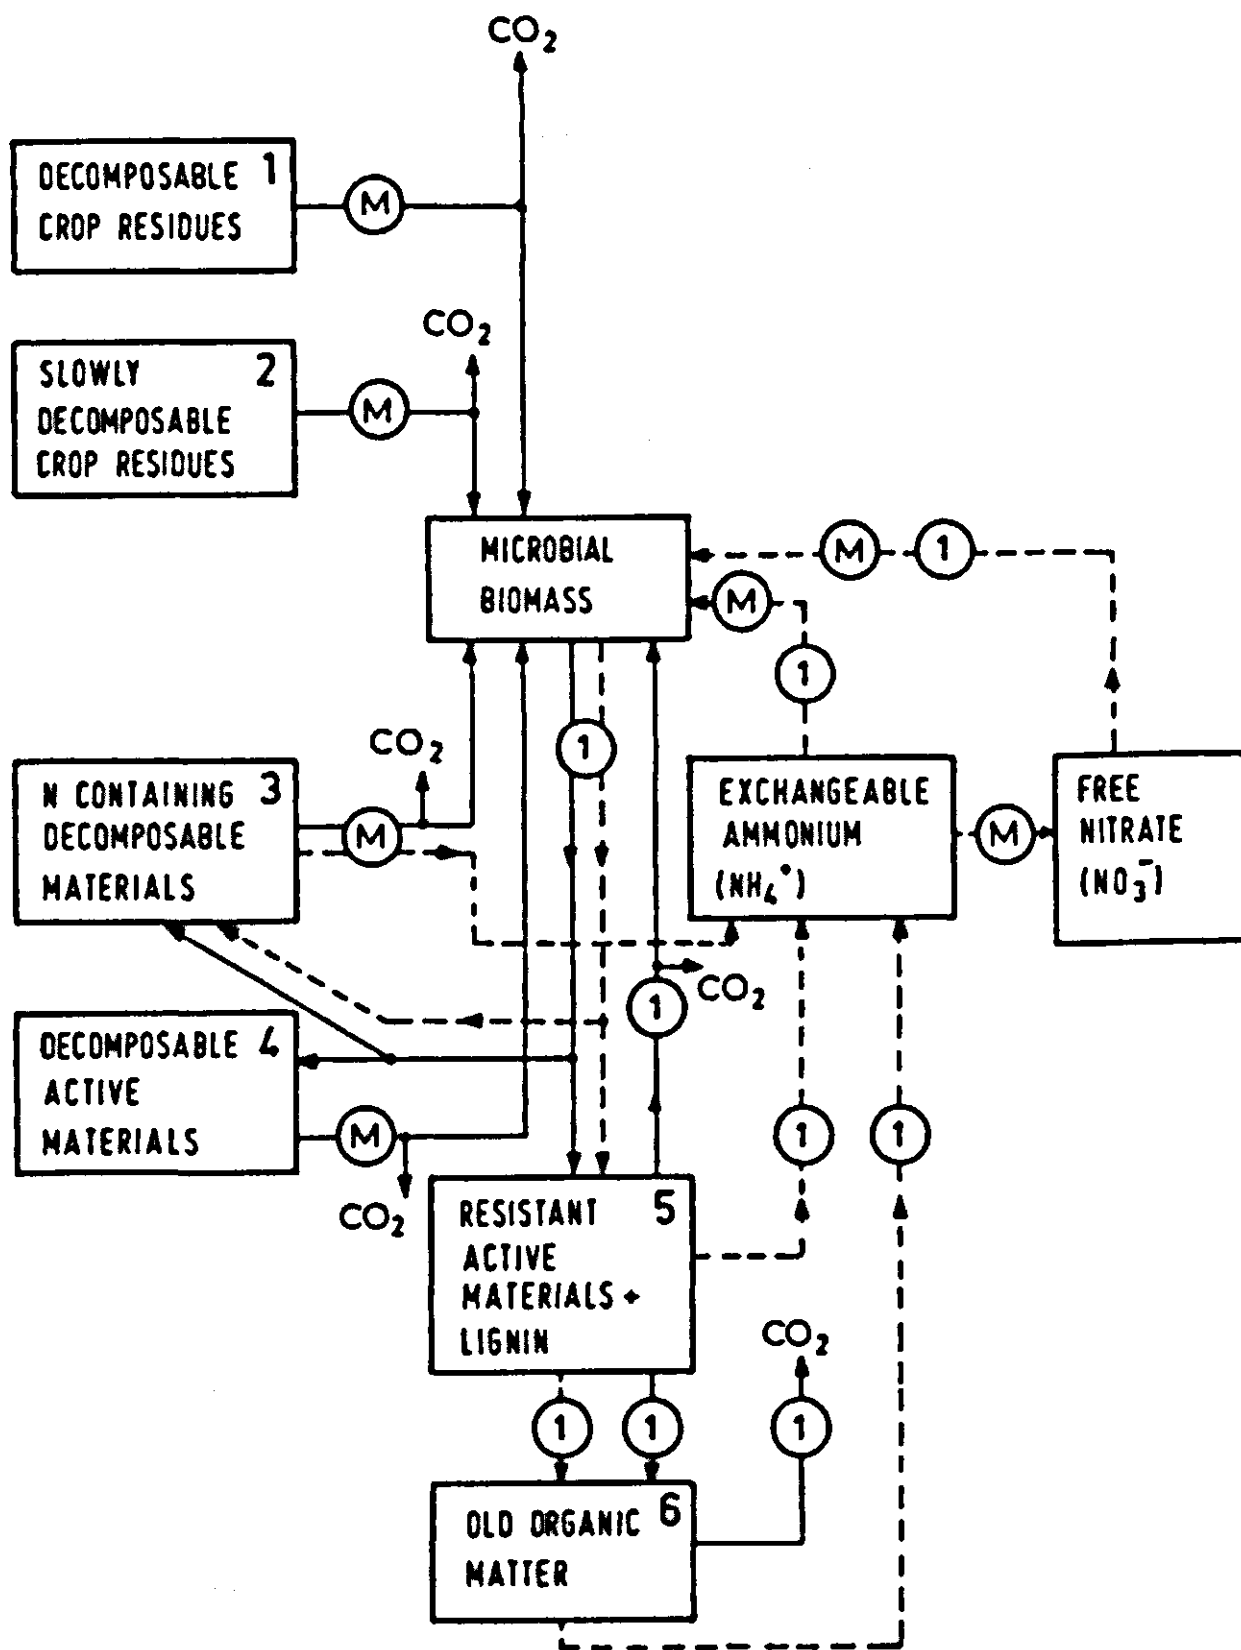 CO₂
DECOMPOSABLE 1
CROP RESIDUES
M
CO₂
SLOWLY 2
DECOMPOSABLE
CROP RESIDUES
M
MICROBIAL
BIOMASS
M
1
M
1
1
CO₂
N CONTAINING 3
DECOMPOSABLE
MATERIALS
M
EXCHANGEABLE
AMMONIUM
(NH₄⁺)
M
FREE
NITRATE
(NO₃⁻)
CO₂
1
DECOMPOSABLE 4
ACTIVE
MATERIALS
M
CO₂
1
1
RESISTANT 5
ACTIVE
MATERIALS +
LIGNIN
CO₂
1
1
1
OLD ORGANIC 6
MATTER